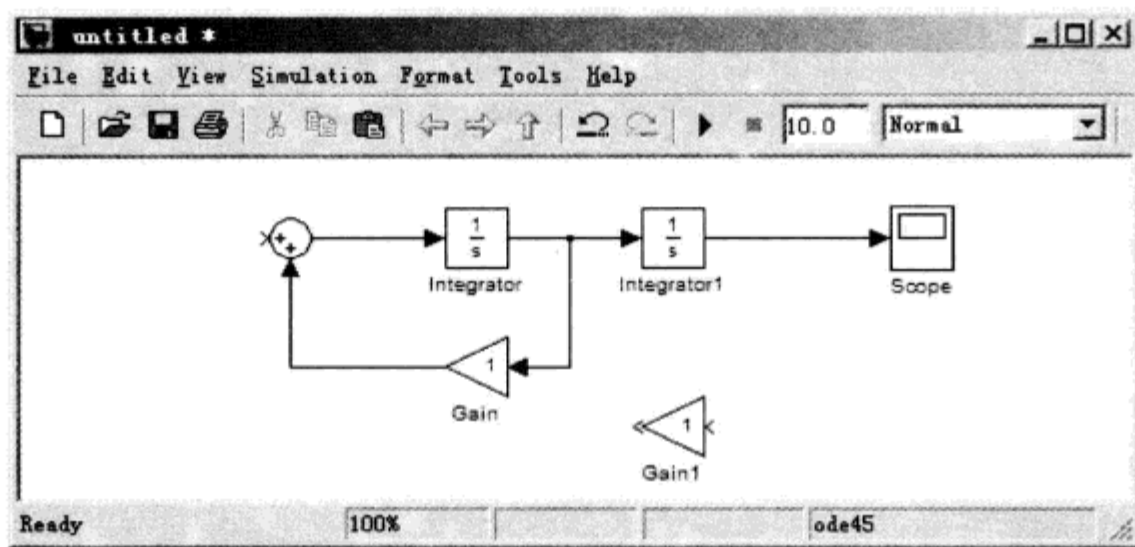 untitled *
File Edit View Simulation Format Tools Help
10.0 Normal
1
s
Integrator
1
s
Integrator1
Scope
1
Gain
1
Gain1
Ready 100% ode45